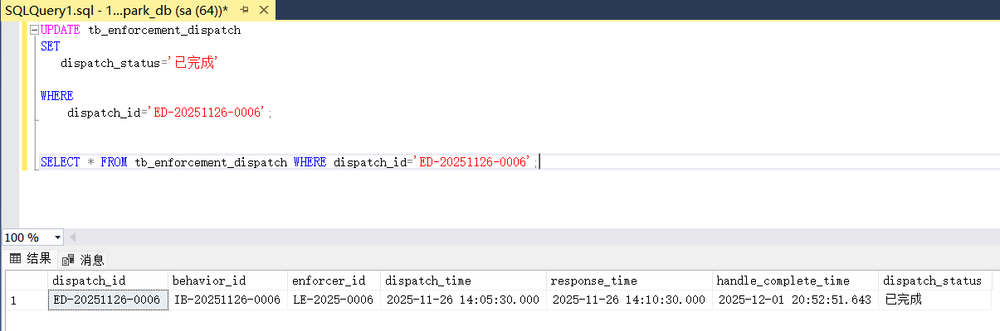 SQLQuery1.sql - 1...park_db (sa (64))*
UPDATE tb_enforcement_dispatch
SET
dispatch_status='已完成'
WHERE
dispatch_id='ED-20251126-0006';
SELECT * FROM tb_enforcement_dispatch WHERE dispatch_id='ED-20251126-0006';
100 %
结果 消息
dispatch_id behavior_id enforcer_id dispatch_time response_time handle_complete_time dispatch_status
1 ED-20251126-0006 IB-20251126-0006 LE-2025-0006 2025-11-26 14:05:30.000 2025-11-26 14:10:30.000 2025-12-01 20:52:51.643 已完成